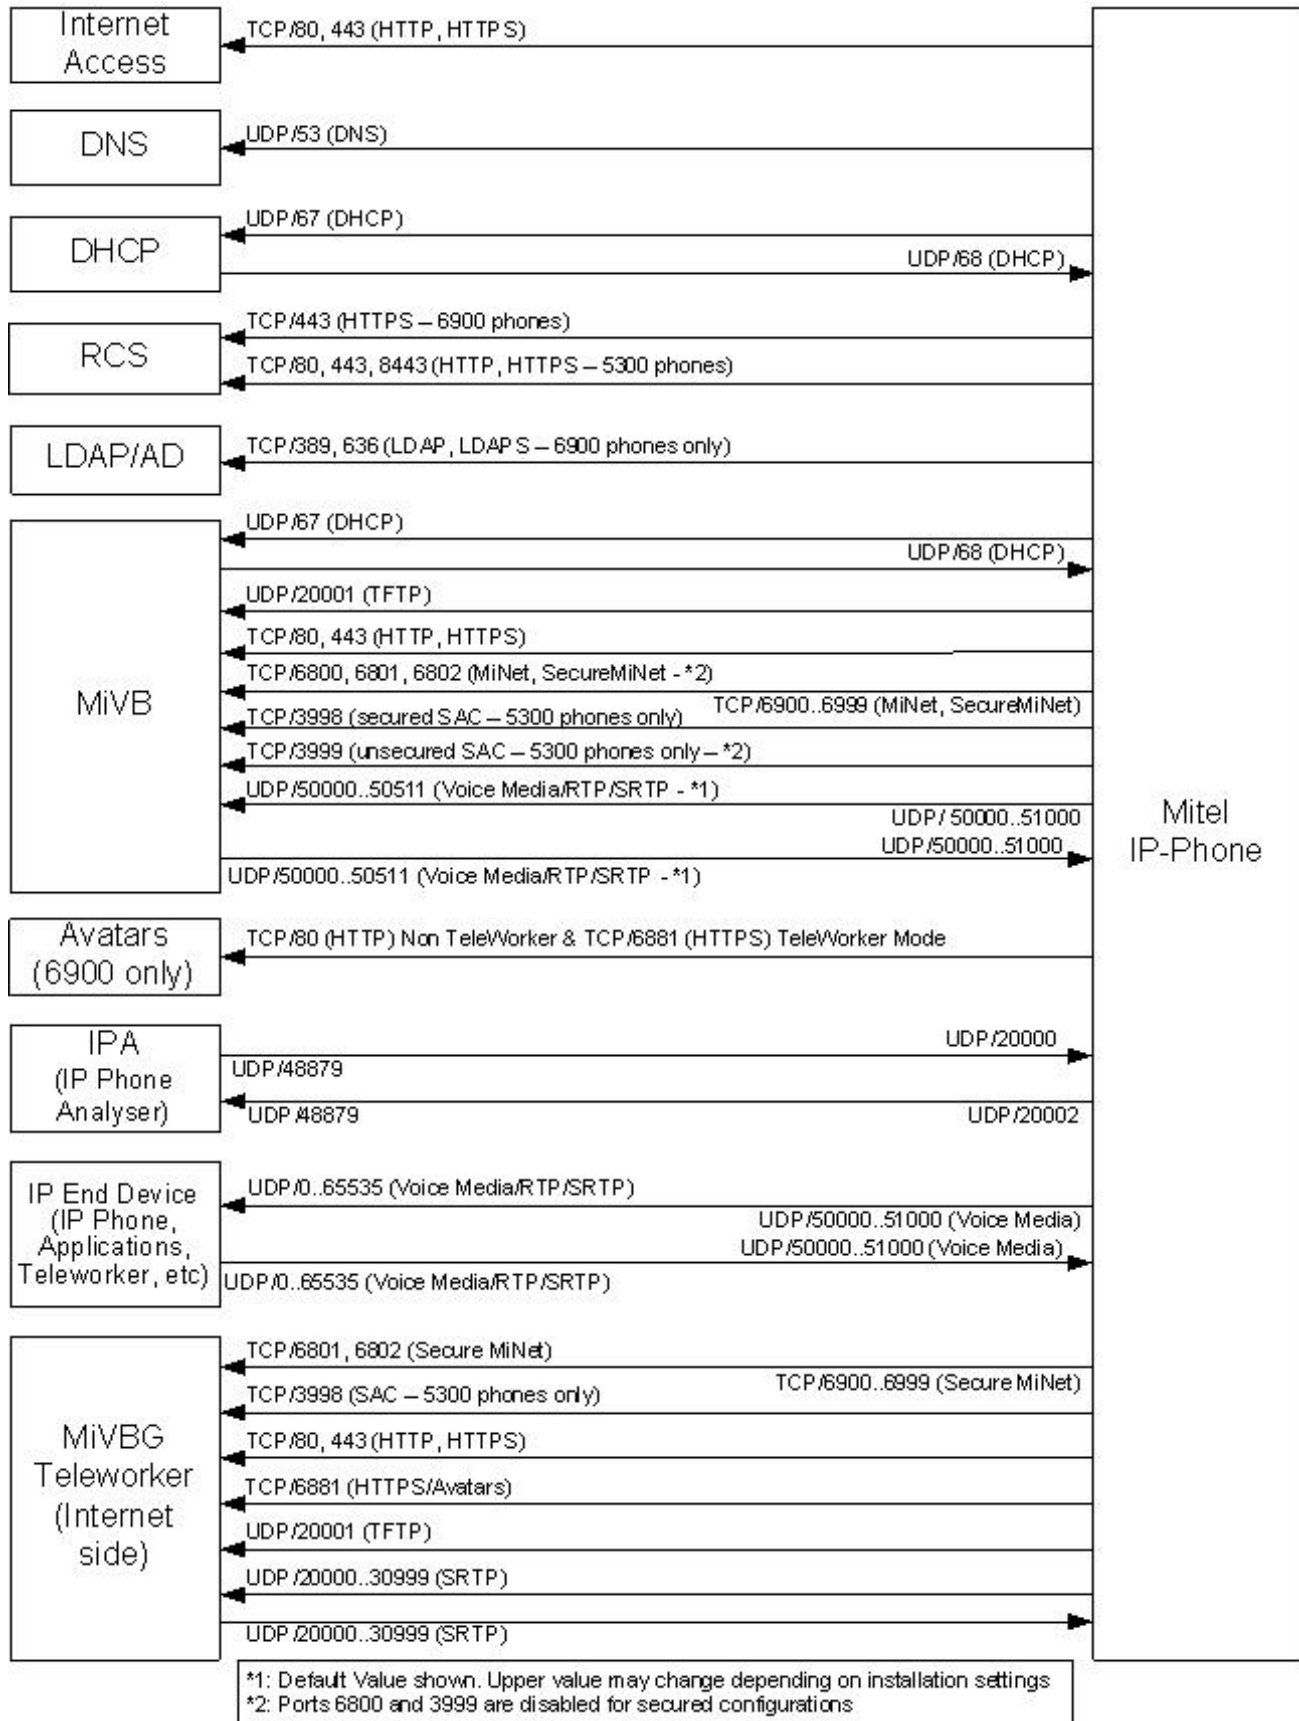 Internet
Access
TCP/80, 443 (HTTP, HTTPS)
DNS
UDP/53 (DNS)
DHCP
UDP/67 (DHCP)
UDP/68 (DHCP)
RCS
TCP/443 (HTTPS – 6900 phones)
TCP/80, 443, 8443 (HTTP, HTTPS – 5300 phones)
LDAP/AD
TCP/389, 636 (LDAP, LDAPS – 6900 phones only)
MiVB
UDP/67 (DHCP)
UDP/68 (DHCP)
UDP/20001 (TFTP)
TCP/80, 443 (HTTP, HTTPS)
TCP/6800, 6801, 6802 (MiNet, SecureMiNet - *2)
TCP/6900..6999 (MiNet, SecureMiNet)
TCP/3998 (secured SAC – 5300 phones only)
TCP/3999 (unsecured SAC – 5300 phones only – *2)
UDP/50000..50511 (Voice Media/RTP/SRTP - *1)
UDP/ 50000..51000
UDP/50000..51000
UDP/50000..50511 (Voice Media/RTP/SRTP - *1)
Mitel
IP-Phone
Avatars
(6900 only)
TCP/80 (HTTP) Non TeleWorker & TCP/6881 (HTTPS) TeleWorker Mode
IPA
(IP Phone
Analyser)
UDP/20000
UDP/48879
UDP/48879
UDP/20002
IP End Device
(IP Phone,
Applications,
Teleworker, etc)
UDP/0..65535 (Voice Media/RTP/SRTP)
UDP/50000..51000 (Voice Media)
UDP/50000..51000 (Voice Media)
UDP/0..65535 (Voice Media/RTP/SRTP)
MiVBG
Teleworker
(Internet
side)
TCP/6801, 6802 (Secure MiNet)
TCP/6900..6999 (Secure MiNet)
TCP/3998 (SAC – 5300 phones only)
TCP/80, 443 (HTTP, HTTPS)
TCP/6881 (HTTPS/Avatars)
UDP/20001 (TFTP)
UDP/20000..30999 (SRTP)
UDP/20000..30999 (SRTP)
*1: Default Value shown. Upper value may change depending on installation settings
*2: Ports 6800 and 3999 are disabled for secured configurations